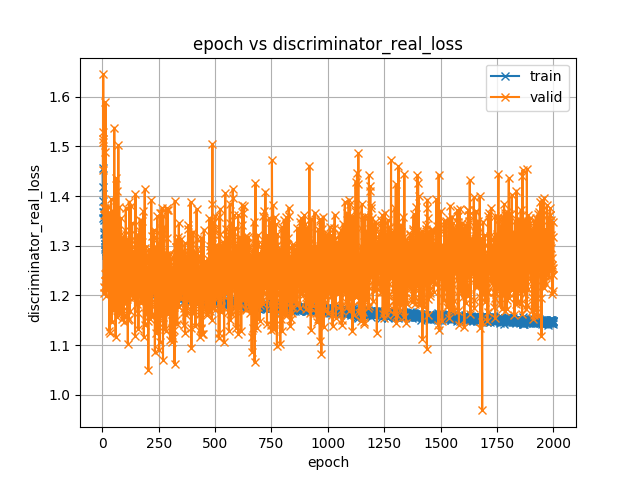 epoch vs discriminator_real_loss
train
valid
discriminator_real_loss
1.6
1.5
1.4
1.3
1.2
1.1
1.0
0 250 500 750 1000 1250 1500 1750 2000
epoch